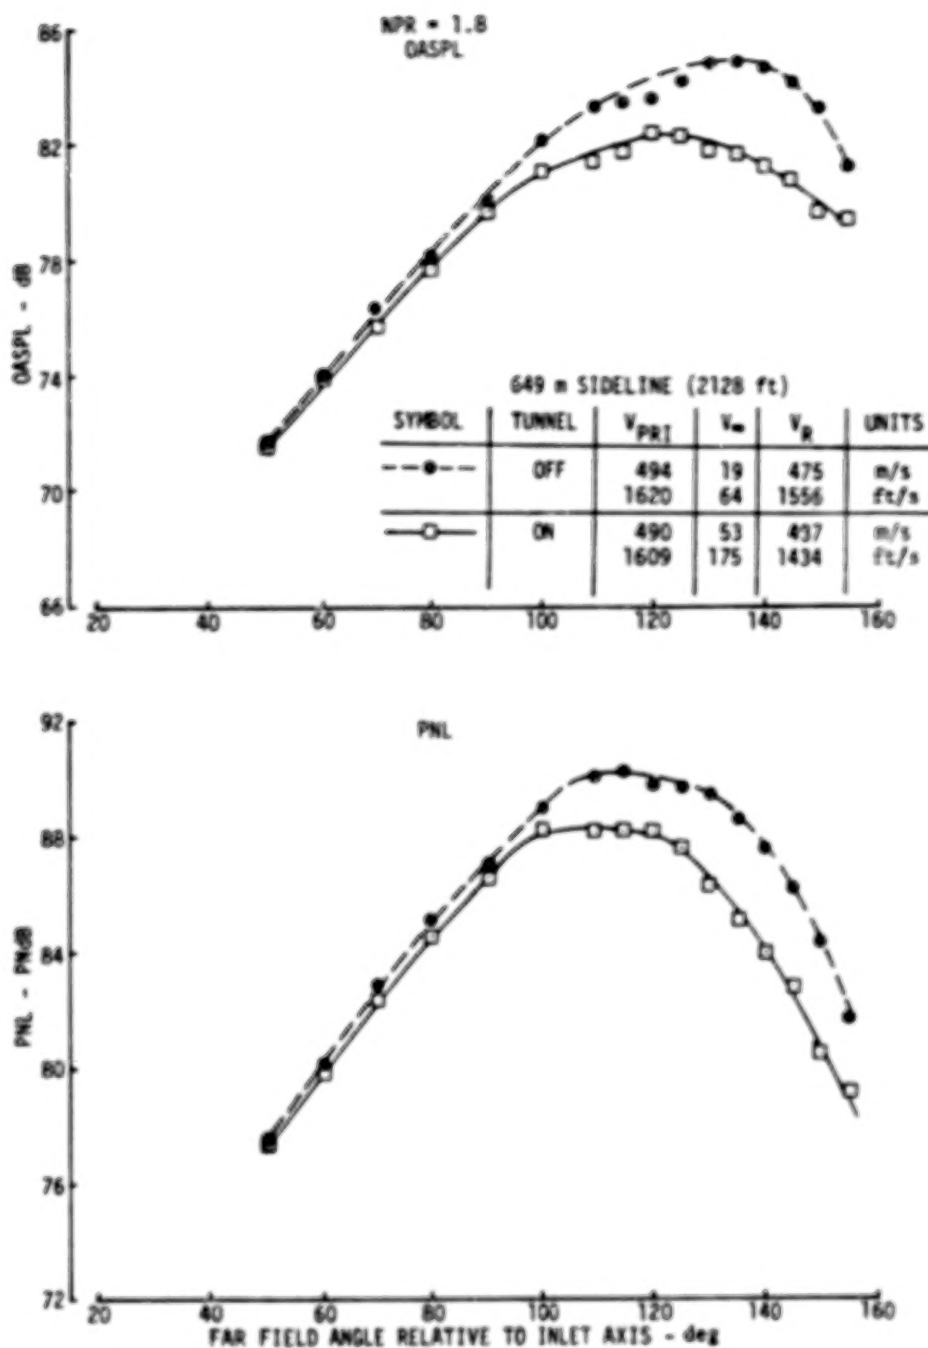 NPR = 1.8
OASPL
86
82
78
74
70
66
OASPL - dB
649 m SIDELINE (2128 ft)
SYMBOL TUNNEL V PRI V∞ V R UNITS
OFF 494 19 475 m/s
1620 64 1556 ft/s
ON 490 53 437 m/s
1609 175 1434 ft/s
20 40 60 80 100 120 140 160
PNL
92
88
84
80
76
72
PNL - PNdB
20 40 60 80 100 120 140 160
FAR FIELD ANGLE RELATIVE TO INLET AXIS - deg